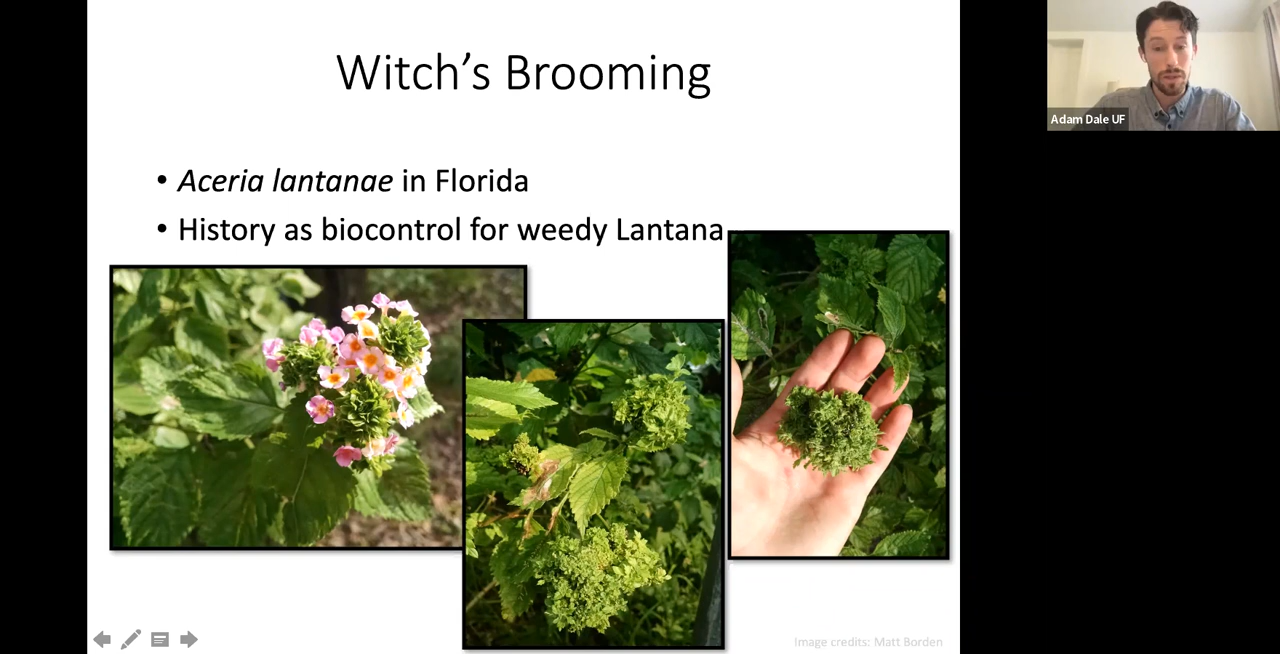 Witch’s Brooming
Adam Dale UF
• Aceria lantanae in Florida
• History as biocontrol for weedy Lantana
Image credits: Matt Borden